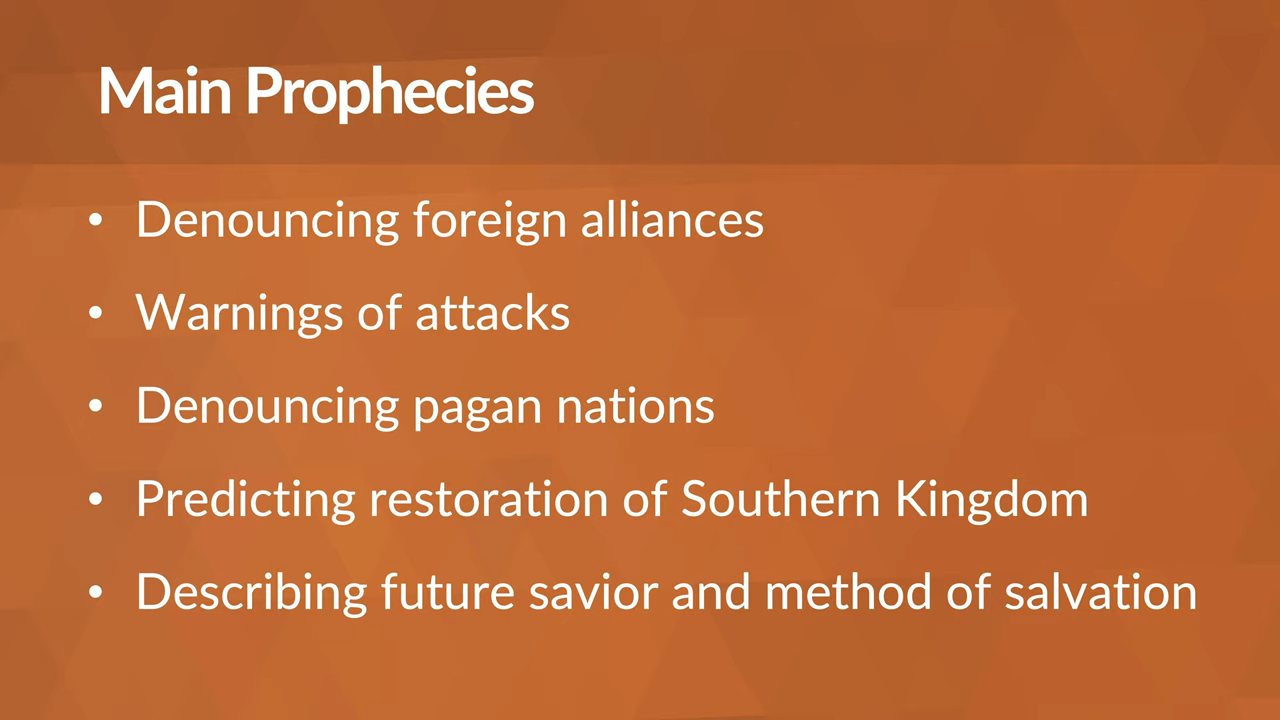 Main Prophecies
• Denouncing foreign alliances
• Warnings of attacks
• Denouncing pagan nations
• Predicting restoration of Southern Kingdom
• Describing future savior and method of salvation